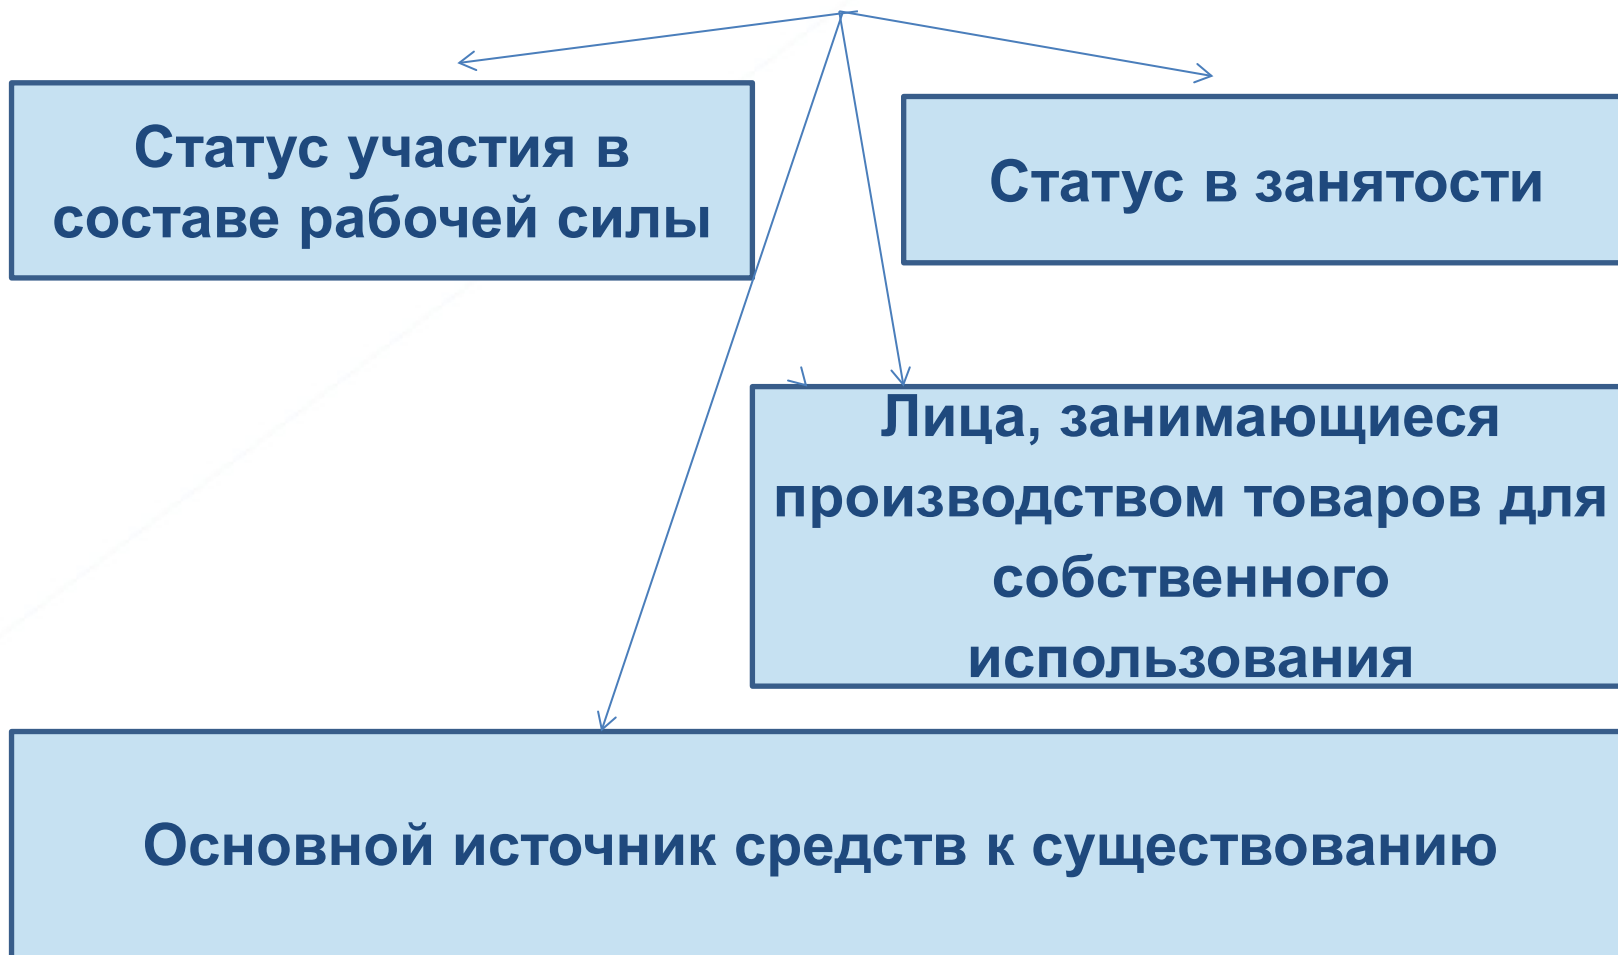 Статус участия в
составе рабочей силы
Статус в занятости
Лица, занимающиеся
производством товаров для
собственного
использования
Основной источник средств к существованию